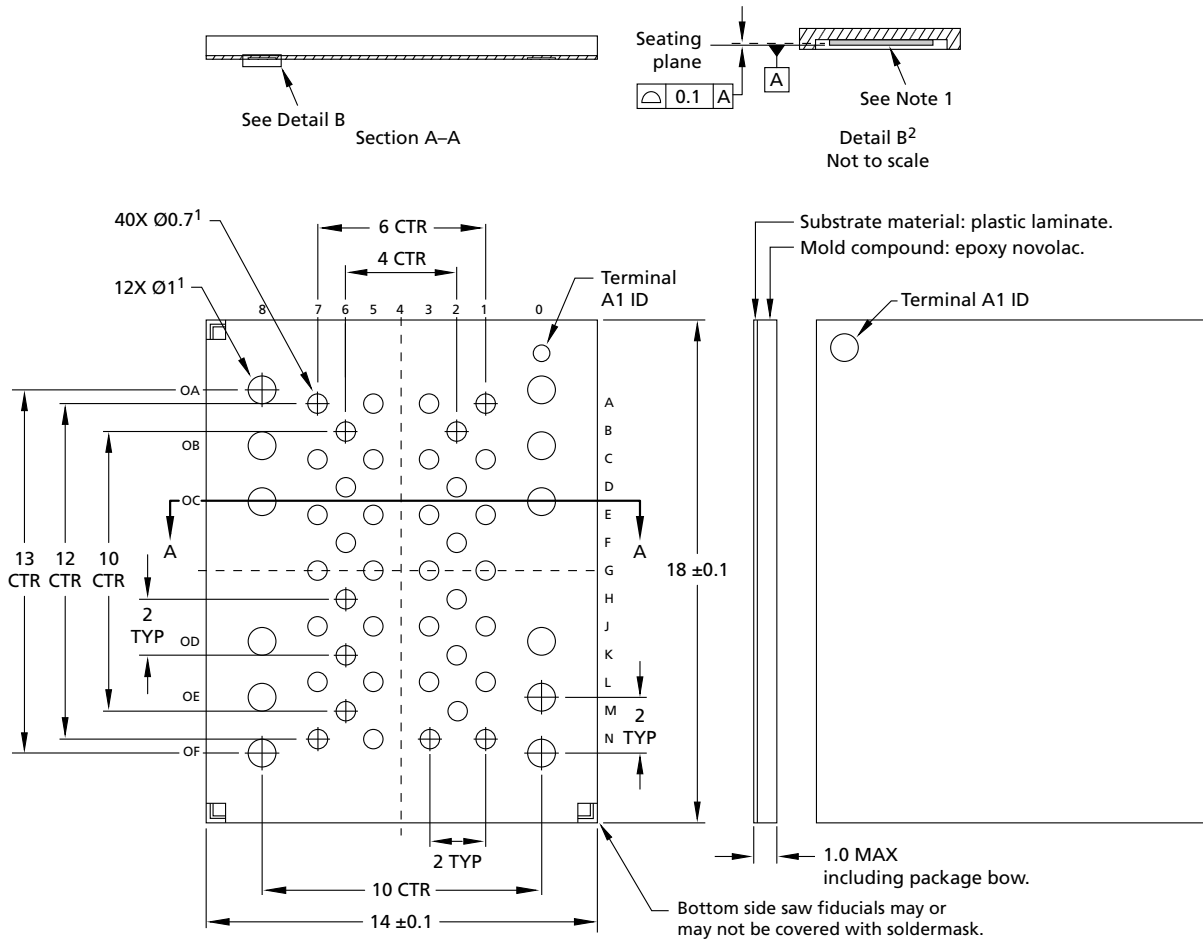 Seating
plane
A
⌓ 0.1 A
See Note 1
See Detail B
Section A–A
Detail B2
Not to scale
40X Ø0.71
6 CTR
4 CTR
12X Ø11
Terminal
A1 ID
Substrate material: plastic laminate.
Mold compound: epoxy novolac.
Terminal A1 ID
8 7 6 5 4 3 2 1 0
OA
A
B
OB
C
D
OC
E
A
F
A
13
CTR
12
CTR
10
CTR
G
18 ±0.1
H
2
TYP
J
OD
K
L
OE
M
2
TYP
N
OF
2 TYP
1.0 MAX
including package bow.
10 CTR
14 ±0.1
Bottom side saw fiducials may or
may not be covered with soldermask.